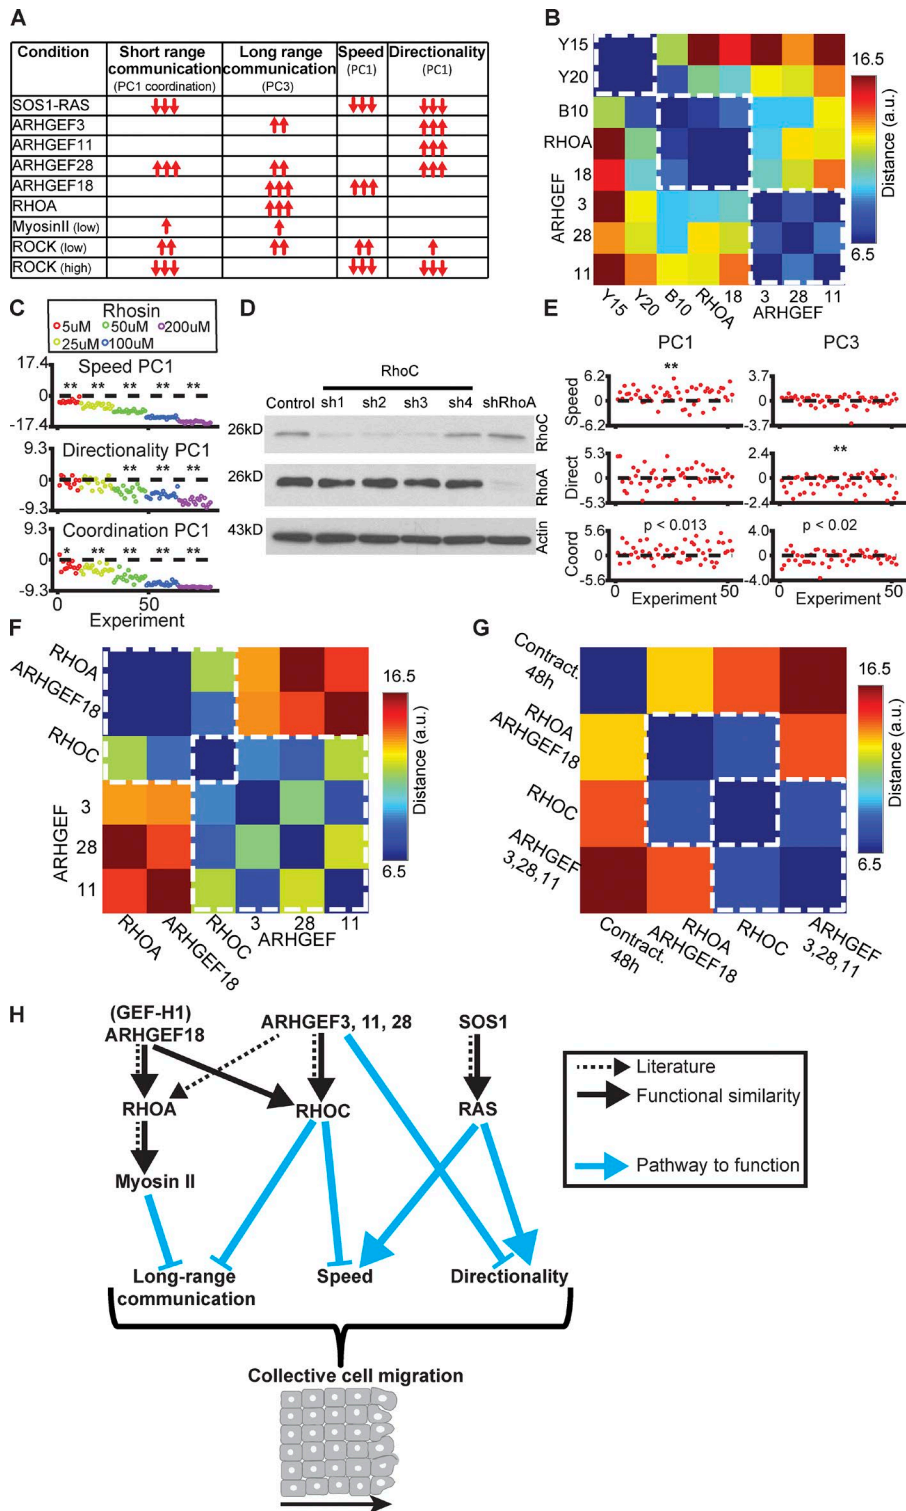 A
Condition
Short range communication (PC1 coordination)
Long range communication (PC3)
Speed (PC1)
Directionality (PC1)
SOS1-RAS ↓↓↓ ↓↓↓ ↓↓↓
ARHGEF3 ↑↑ ↑↑↑
ARHGEF11 ↑↑↑
ARHGEF28 ↑↑↑ ↑↑ ↑↑↑
ARHGEF18 ↑↑↑ ↑↑↑
RHOA ↑↑↑
MyosinII (low) ↑ ↑
ROCK (low) ↑↑ ↑↑ ↑↑ ↑
ROCK (high) ↓↓↓ ↓↓↓ ↓↓↓
B
Y15
Y20
B10
RHOA
18
3
28
11
ARHGEF
Y15 Y20 B10 RHOA 18 3 28 11
ARHGEF
16.5
Distance (a.u.)
6.5
C
Rhosin
5uM 50uM 200uM
25uM 100uM
Speed PC1
17.4
0
-17.4
** ** ** ** **
Directionality PC1
9.3
0
-9.3
** ** **
Coordination PC1
9.3
0
-9.3
* ** ** ** **
0 50
Experiment
D
RhoC
Control sh1 sh2 sh3 sh4 shRhoA
26kD
RhoC
26kD
RhoA
43kD
Actin
E
PC1 PC3
Speed
6.2
0
-6.2
**
3.7
0
-3.7
Direct
5.3
0
-5.3
2.4
0
-2.4
**
Coord
5.6
0
-5.6
p < 0.013
4.0
0
-4.0
p < 0.02
0 50
0 50
Experiment
F
RHOA
ARHGEF18
RHOC
3
28
11
ARHGEF
RHOA ARHGEF18 RHOC 3 28 11
ARHGEF
16.5
Distance (a.u.)
6.5
G
Contract. 48h
RHOA ARHGEF18
RHOC
ARHGEF 3,28,11
Contract. 48h
RHOA ARHGEF18
RHOC
ARHGEF 3,28,11
16.5
Distance (a.u.)
6.5
H
(GEF-H1)
ARHGEF18
ARHGEF3, 11, 28
SOS1
RHOA
RHOC
RAS
Myosin II
Long-range communication
Speed
Directionality
Literature
Functional similarity
Pathway to function
Collective cell migration